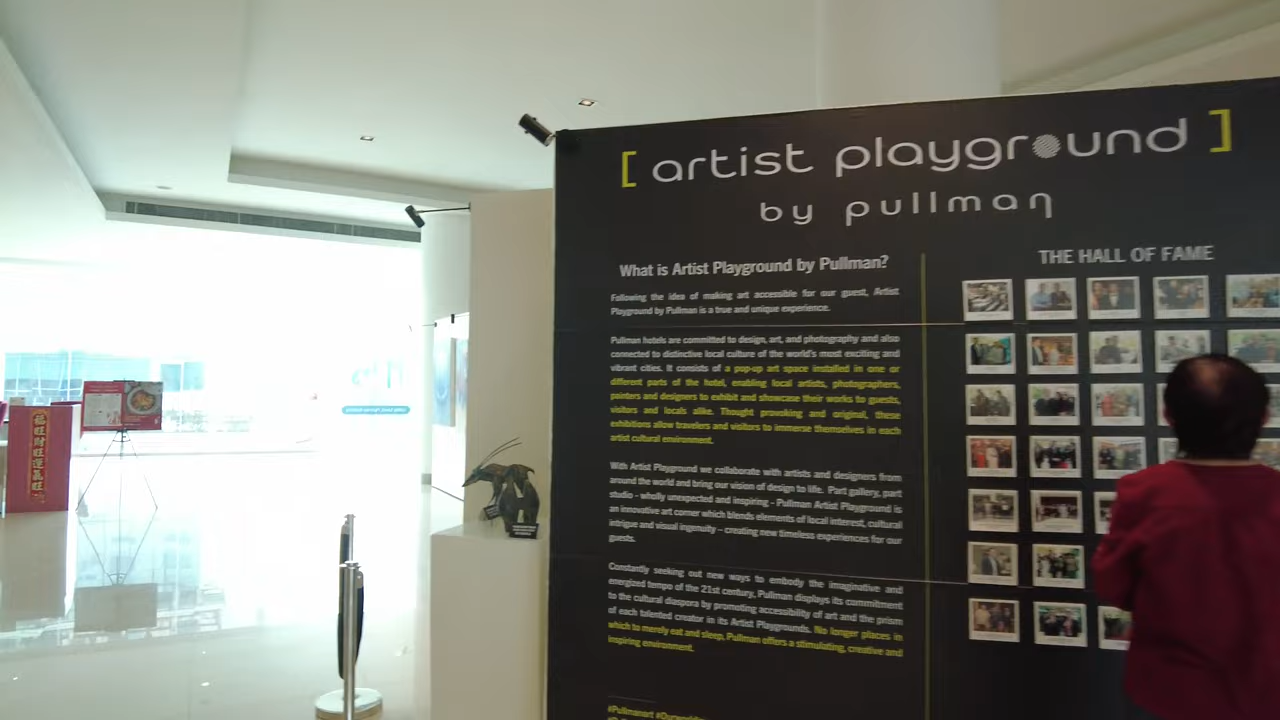 [ artist playground ]
by pullman
What is Artist Playground by Pullman?
Following the idea of making art accessible for our guest, Artist
Playground by Pullman is a true and unique experience.
Pullman hotels are committed to design, art, and photography and also
connected to distinctive local culture of the world's most exciting and
vibrant cities. It consists of a pop-up art space installed in one or
different parts of the hotel, enabling local artists, photographers,
painters and designers to exhibit and showcase their works to guests,
visitors and locals alike. Thought provoking and original, these
exhibitions allow travelers and visitors to immerse themselves in each
artist cultural environment.
With Artist Playground we collaborate with artists and designers from
around the world and bring our vision of design to life. Part gallery, part
studio - wholly unexpected and inspiring - Pullman Artist Playground is
an innovative art corner which blends elements of local interest, cultural
intrigue and visual ingenuity – creating new timeless experiences for our
guests.
Constantly seeking out new ways to embody the imaginative and
energized tempo of the 21st century, Pullman displays its commitment
to the cultural diaspora by promoting accessibility of art and the prism
of each talented creator in its Artist Playgrounds. No longer places in
which to merely eat and sleep, Pullman offers a stimulating, creative and
inspiring environment.
#Pullmanart
THE HALL OF FAME
福旺財旺運氣旺